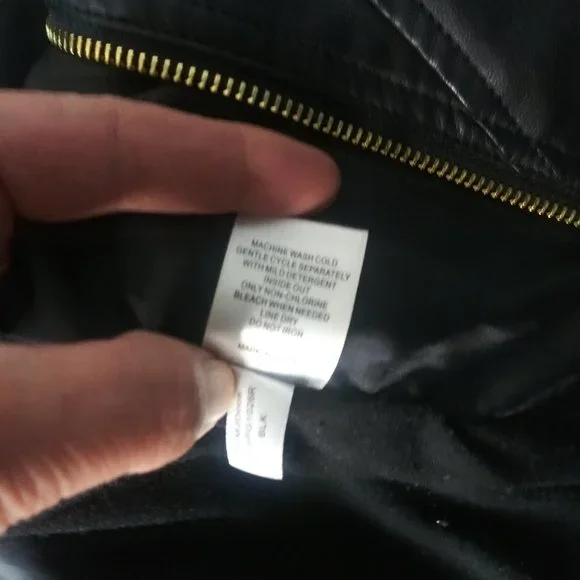 MACHINE WASH COLD
GENTLE CYCLE SEPARATELY
WITH MILD DETERGENT
INSIDE OUT
ONLY NON-CHLORINE
BLEACH WHEN NEEDED
LINE DRY
DO NOT IRON
BLK